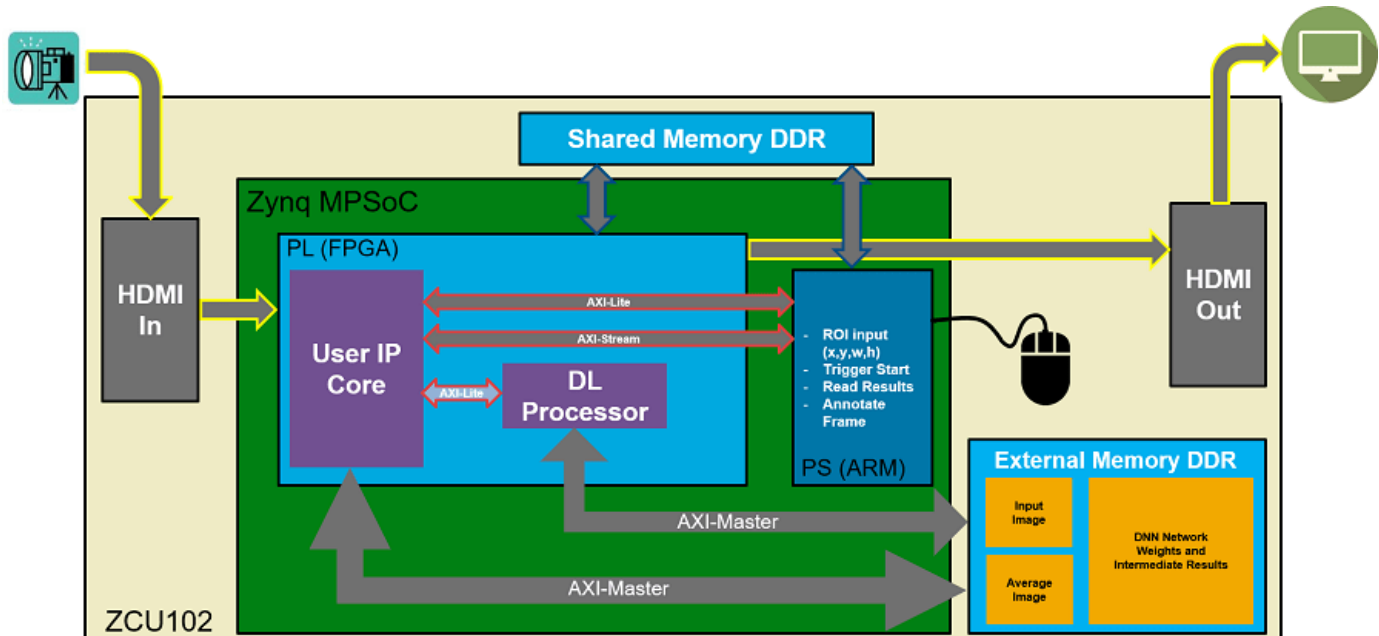 Shared Memory DDR
Zynq MPSoC
PL (FPGA)
HDMI
In
User IP
Core
AXI-Lite
AXI-Stream
AXI-Lite
DL
Processor
- ROI input
(x,y,w,h)
- Trigger Start
- Read Results
- Annotate
Frame
PS (ARM)
HDMI
Out
External Memory DDR
Input
Image
Average
Image
DNN Network
Weights and
Intermediate Results
AXI-Master
AXI-Master
ZCU102